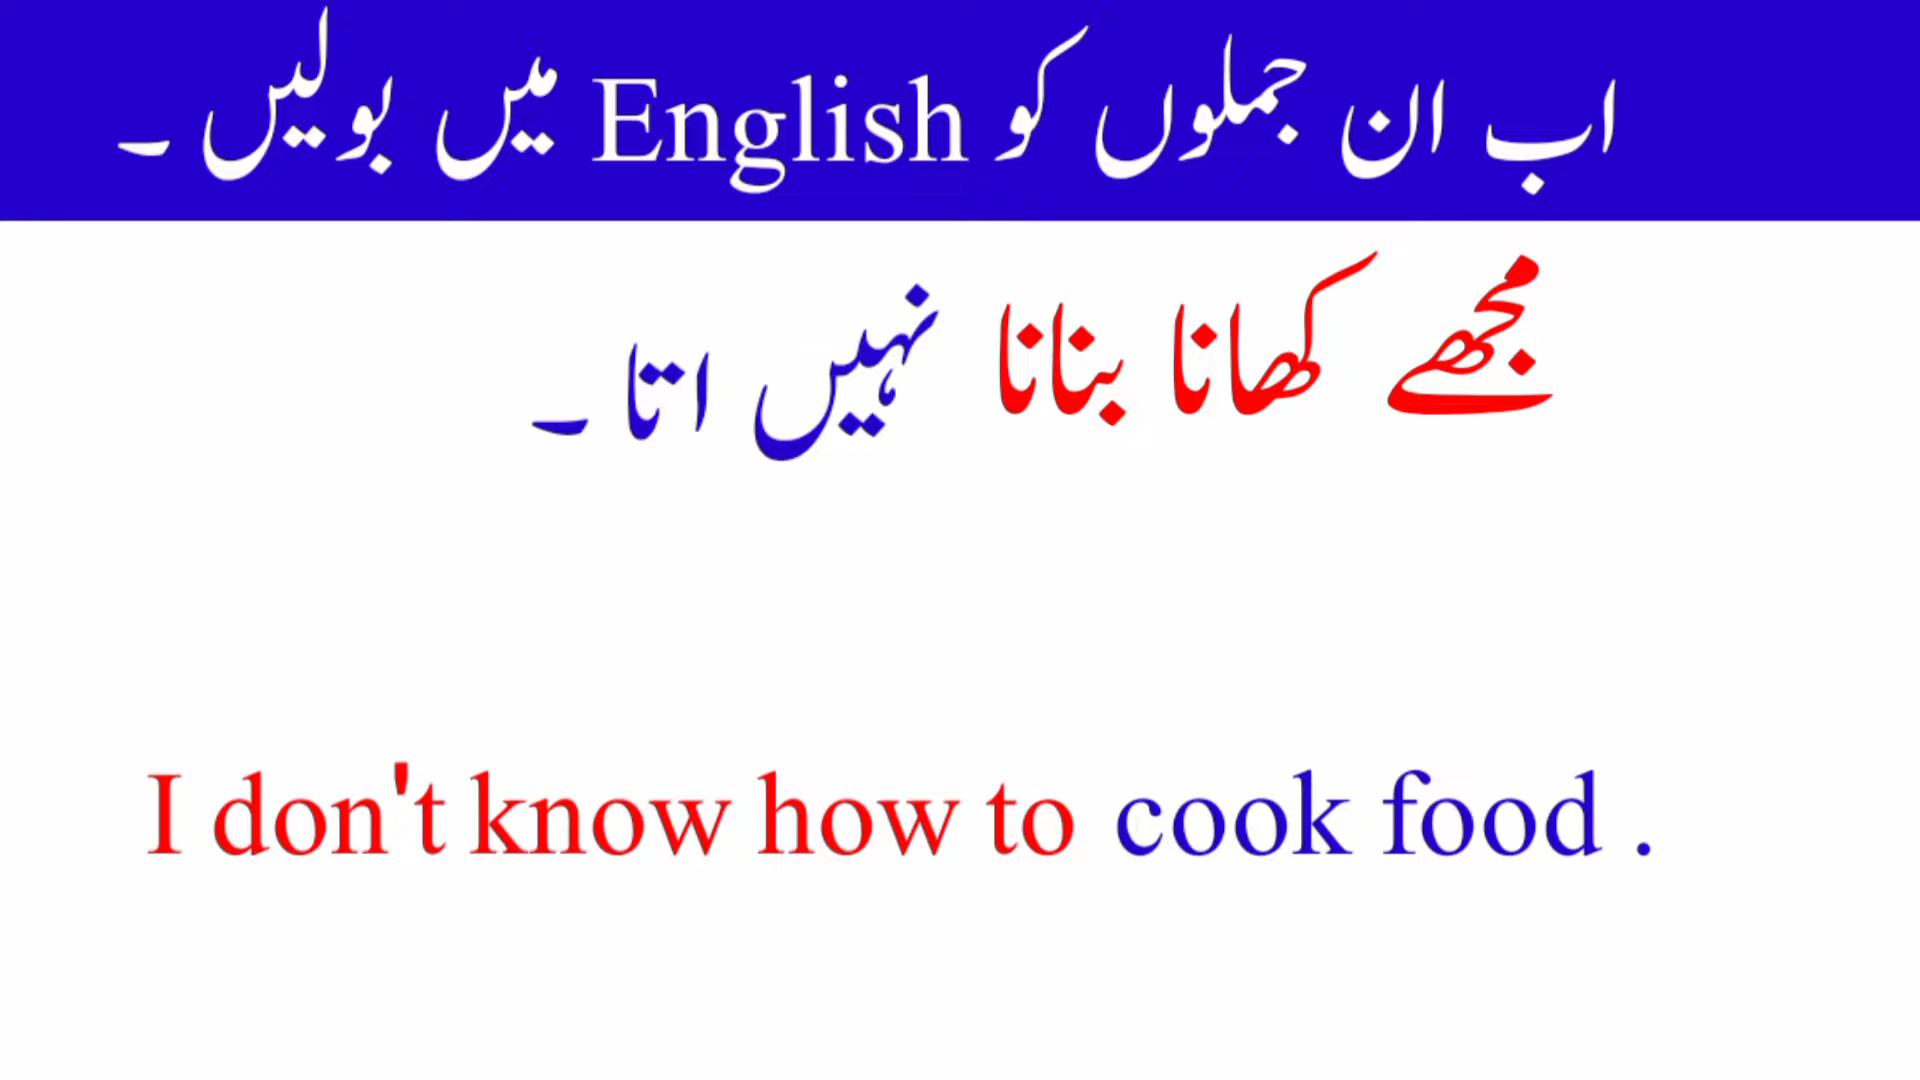 اب ان جملوں کو English میں بولیں ۔
مجھے کھانا بنانا نہیں اتا ۔
I don't know how to cook food .